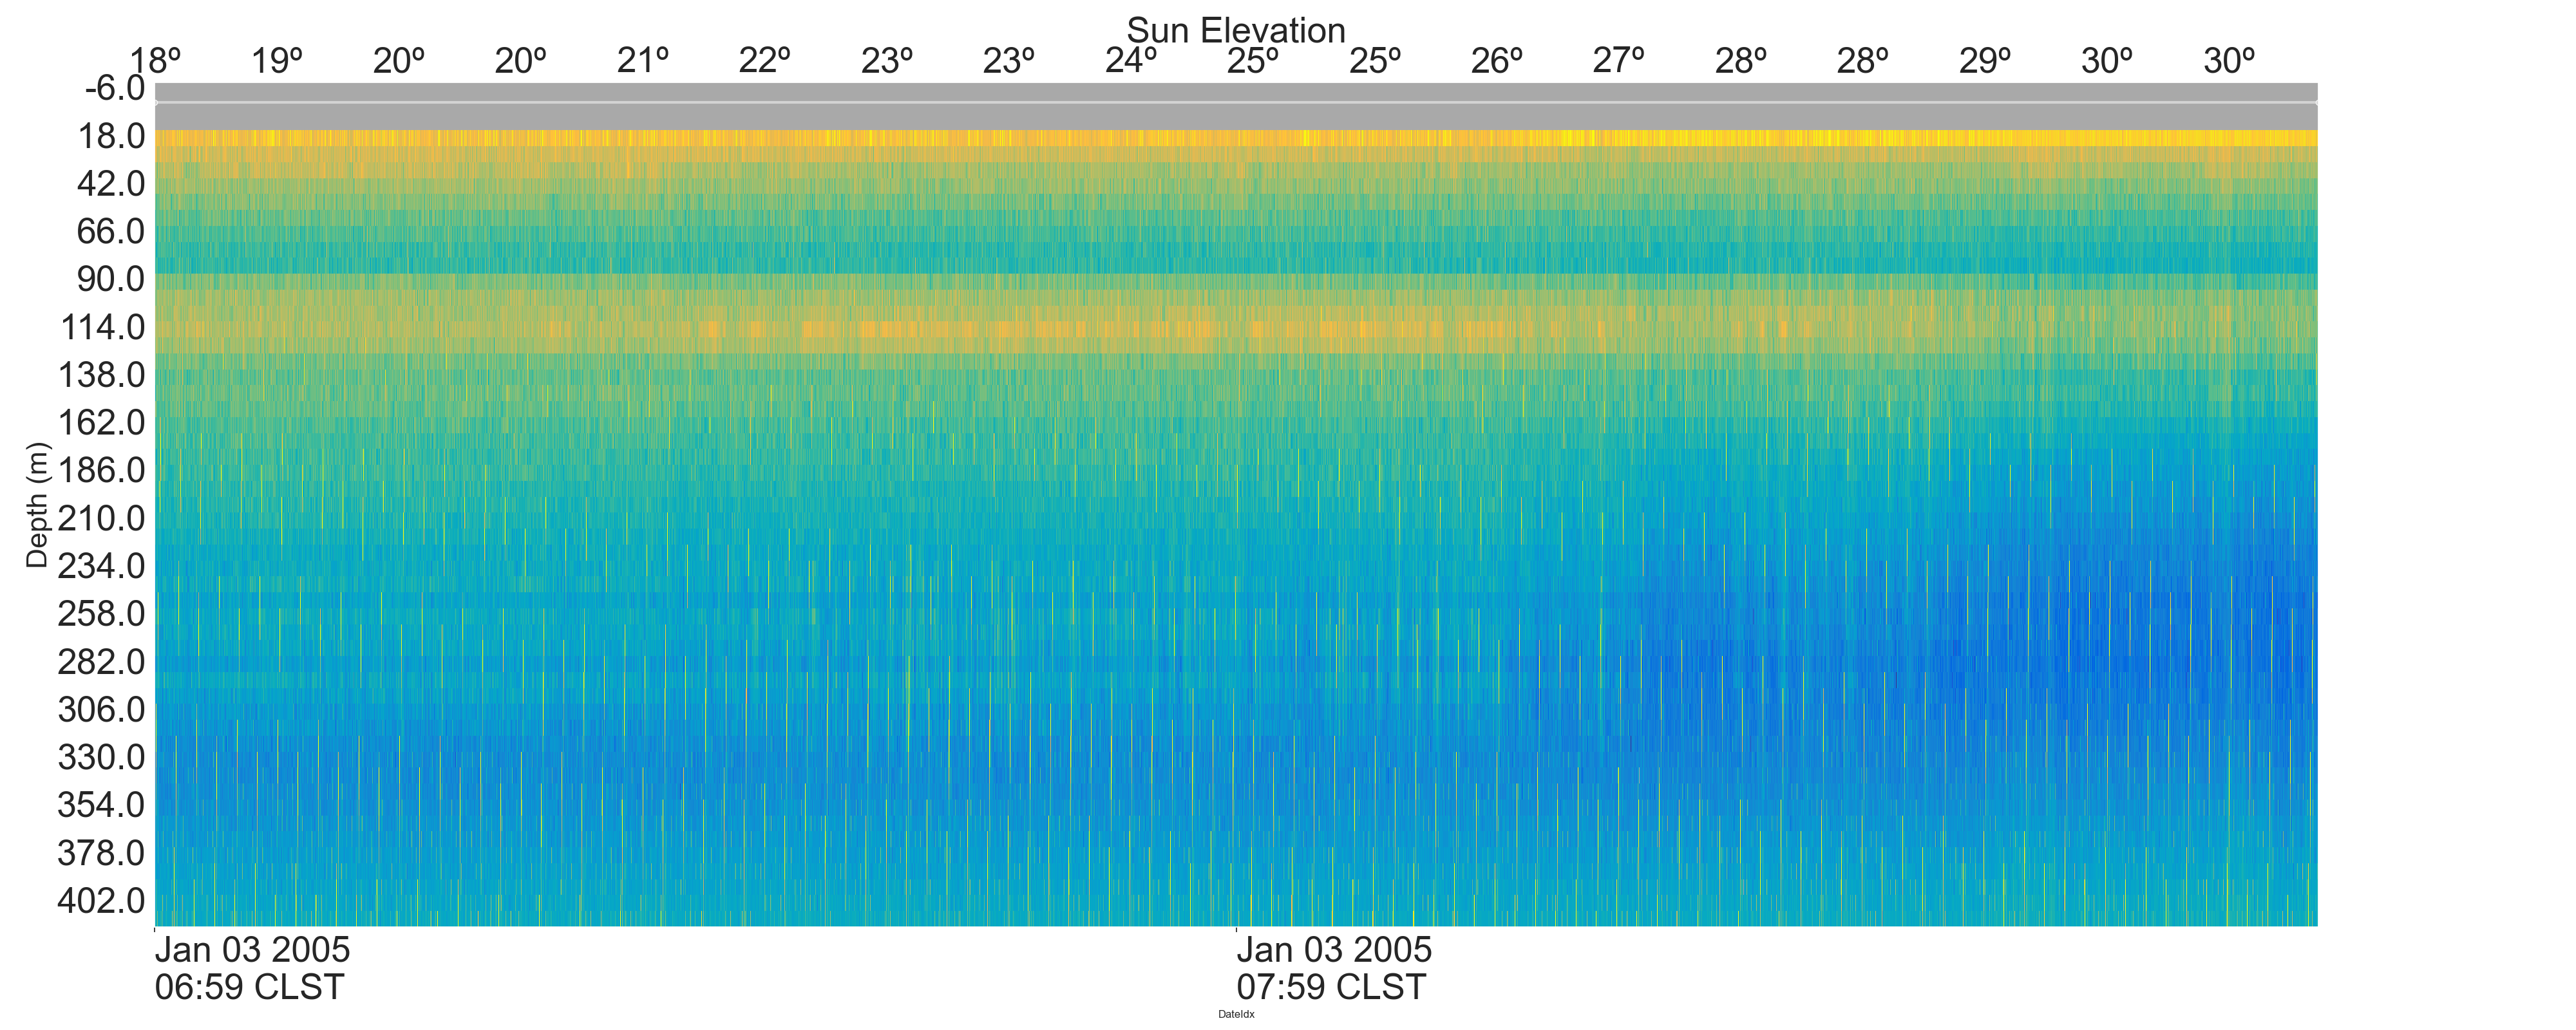 Sun Elevation
18º 19º 20º 20º 21º 22º 23º 23º 24º 25º 25º 26º 27º 28º 28º 29º 30º 30º
-6.0
18.0
42.0
66.0
90.0
114.0
138.0
162.0
186.0
210.0
234.0
258.0
282.0
306.0
330.0
354.0
378.0
402.0
Depth (m)
Jan 03 2005
06:59 CLST
Jan 03 2005
07:59 CLST
DateIdx